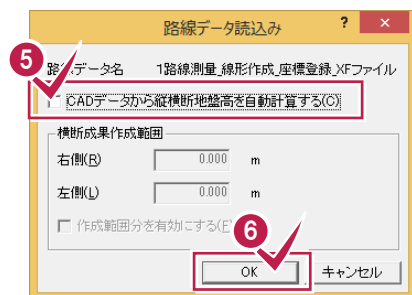 路線データ読込み ? ×
5
路線データ名 1路線測量_線形作成_座標登録_XFファイル
CADデータから縦横断地盤高を自動計算する(C)
横断成果作成範囲
右側(R) 0.000 m
左側(L) 0.000 m
作成範囲分を有効にする(E)
6
OK キャンセル